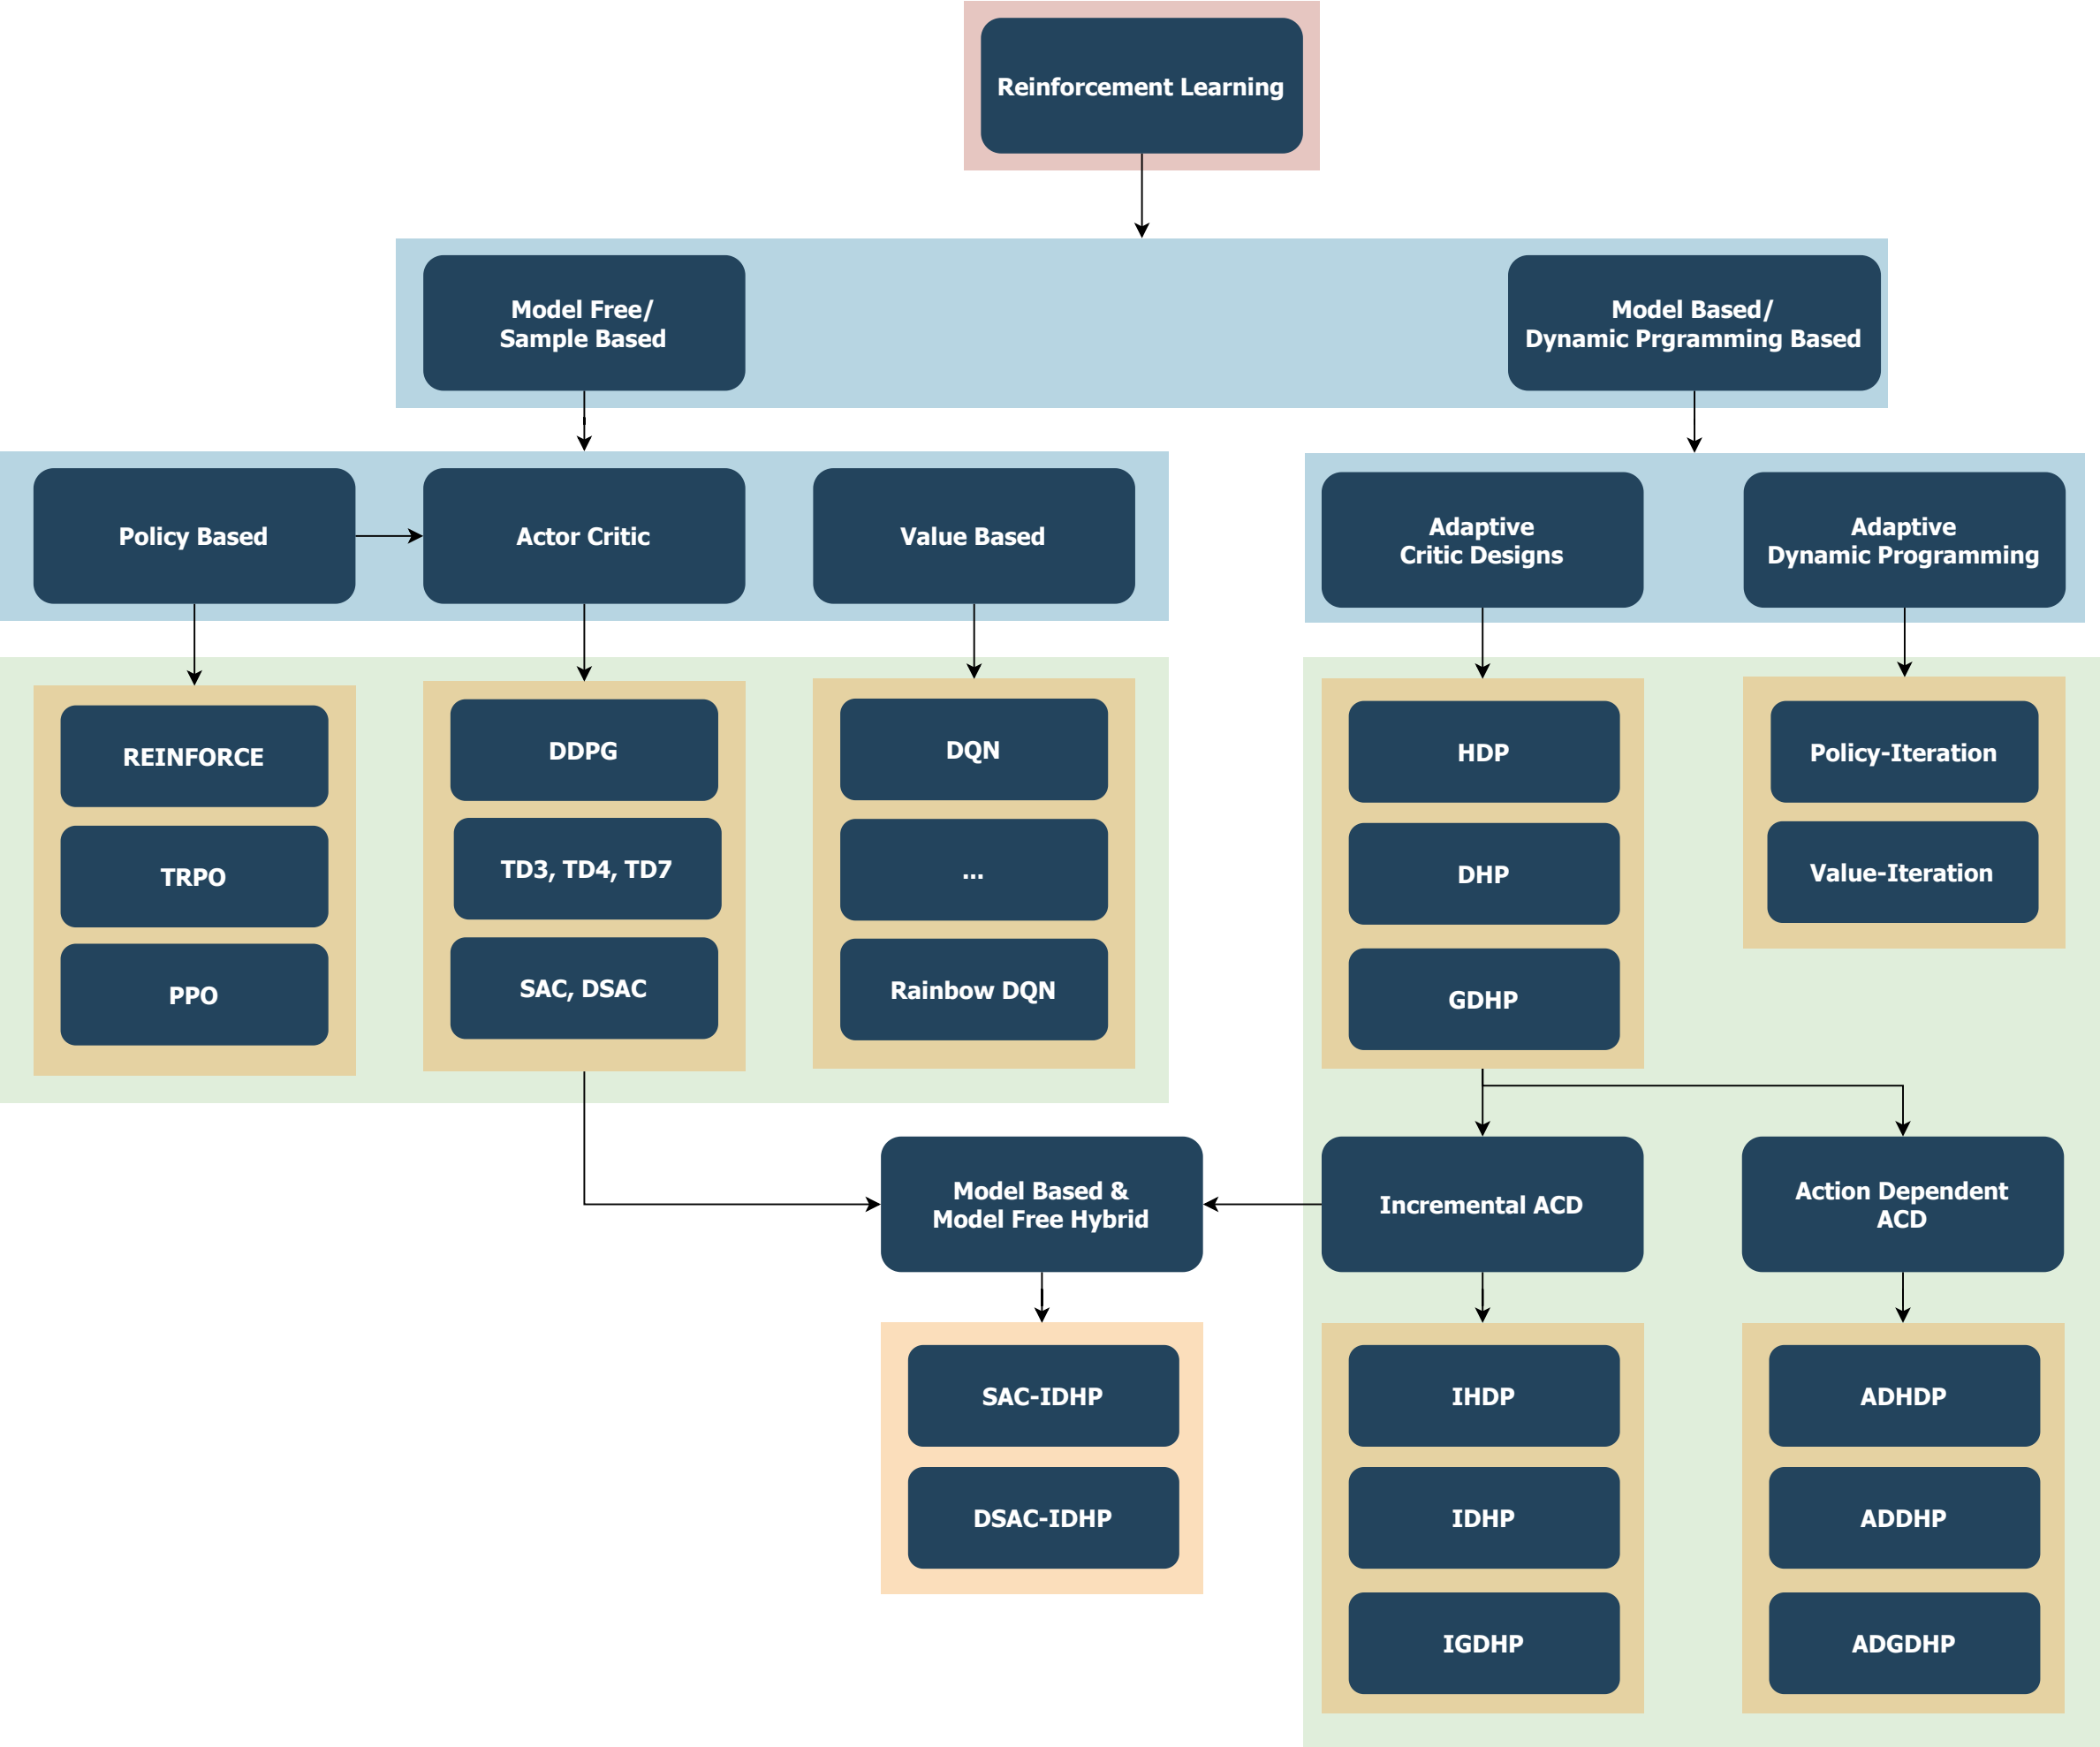 Reinforcement Learning
Model Free/
Sample Based
Model Based/
Dynamic Prgramming Based
Policy Based
Actor Critic
Value Based
Adaptive
Critic Designs
Adaptive
Dynamic Programming
REINFORCE
TRPO
PPO
DDPG
TD3, TD4, TD7
SAC, DSAC
DQN
...
Rainbow DQN
HDP
DHP
GDHP
Policy-Iteration
Value-Iteration
Model Based &
Model Free Hybrid
Incremental ACD
Action Dependent
ACD
SAC-IDHP
DSAC-IDHP
IHDP
IDHP
IGDHP
ADHDP
ADDHP
ADGDHP